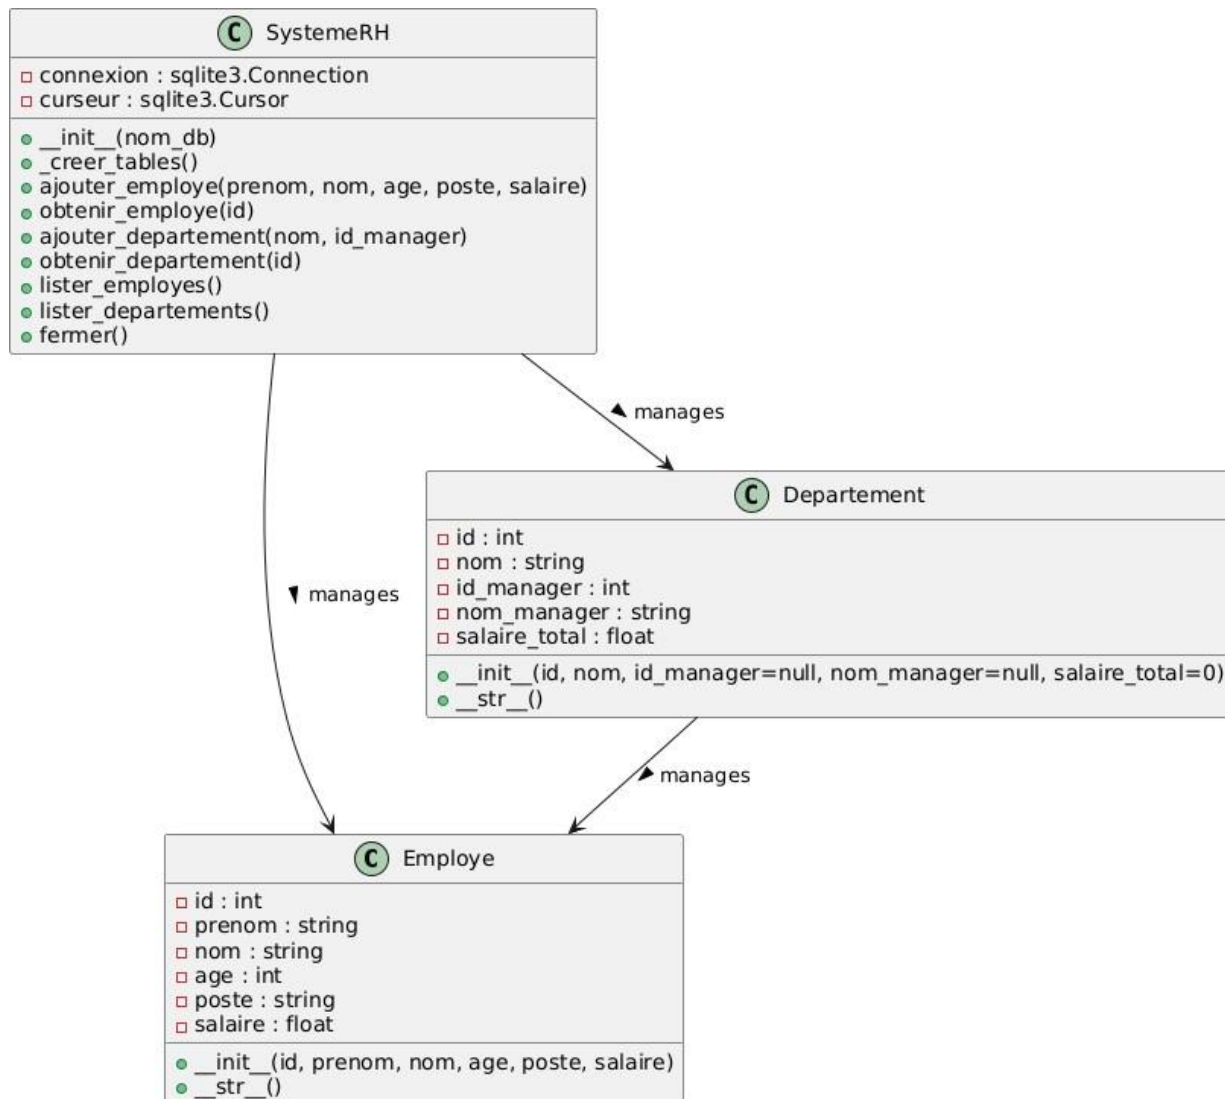 C SystemeRH
connexion : sqlite3.Connection
curseur : sqlite3.Cursor
__init__(nom_db)
_creer_tables()
ajouter_employe(prenom, nom, age, poste, salaire)
obtenir_employe(id)
ajouter_departement(nom, id_manager)
obtenir_departement(id)
lister_employes()
lister_departements()
fermer()
manages
manages
C Departement
id : int
nom : string
id_manager : int
nom_manager : string
salaire_total : float
__init__(id, nom, id_manager=null, nom_manager=null, salaire_total=0)
__str__()
manages
C Employe
id : int
prenom : string
nom : string
age : int
poste : string
salaire : float
__init__(id, prenom, nom, age, poste, salaire)
__str__()